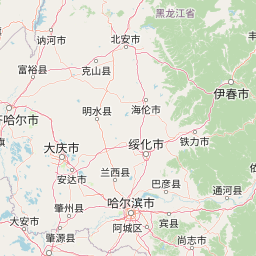 黑龙江省
讷河市
北安市
富裕县
克山县
伊春市
明水县
海伦市
齐哈尔市
绥化市
铁力市
大庆市
安达市
兰西县
巴彦县
通河县
肇州县
哈尔滨市
大安市
宾县
阿城区
肇源县
尚志市